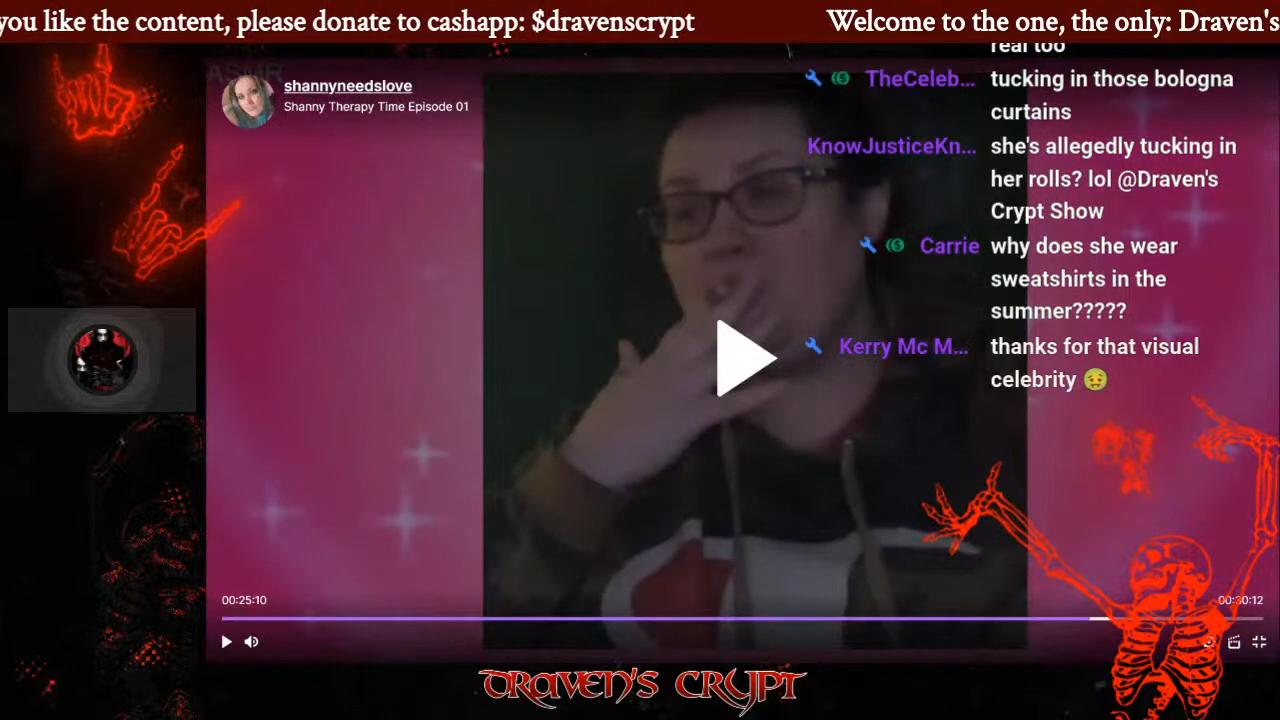 you like the content, please donate to cashapp: $dravenscrypt
Welcome to the one, the only: Draven's
ASMR
shannyneedslove
Shanny Therapy Time Episode 01
real too
TheCeleb... tucking in those bologna
curtains
KnowJusticeKn... she's allegedly tucking in
her rolls? lol @Draven's
Crypt Show
Carrie why does she wear
sweatshirts in the
summer?????
Kerry Mc M... thanks for that visual
celebrity 🤢
00:25:10
00:30:12
DRAVEN'S CRYPT